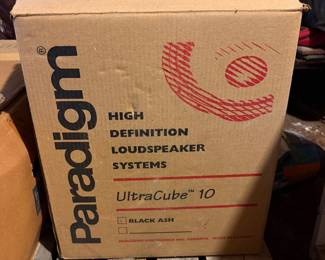 Paradigm®
HIGH
DEFINITION
LOUDSPEAKER
SYSTEMS
UltraCube™ 10
BLACK ASH